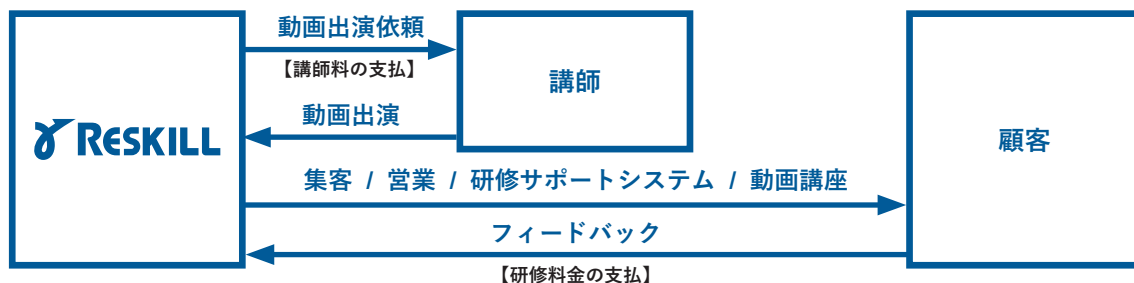 動画出演依頼
【講師料の支払】
講師
動画出演
RESKILL
顧客
集客 / 営業 / 研修サポートシステム / 動画講座
フィードバック
【研修料金の支払】